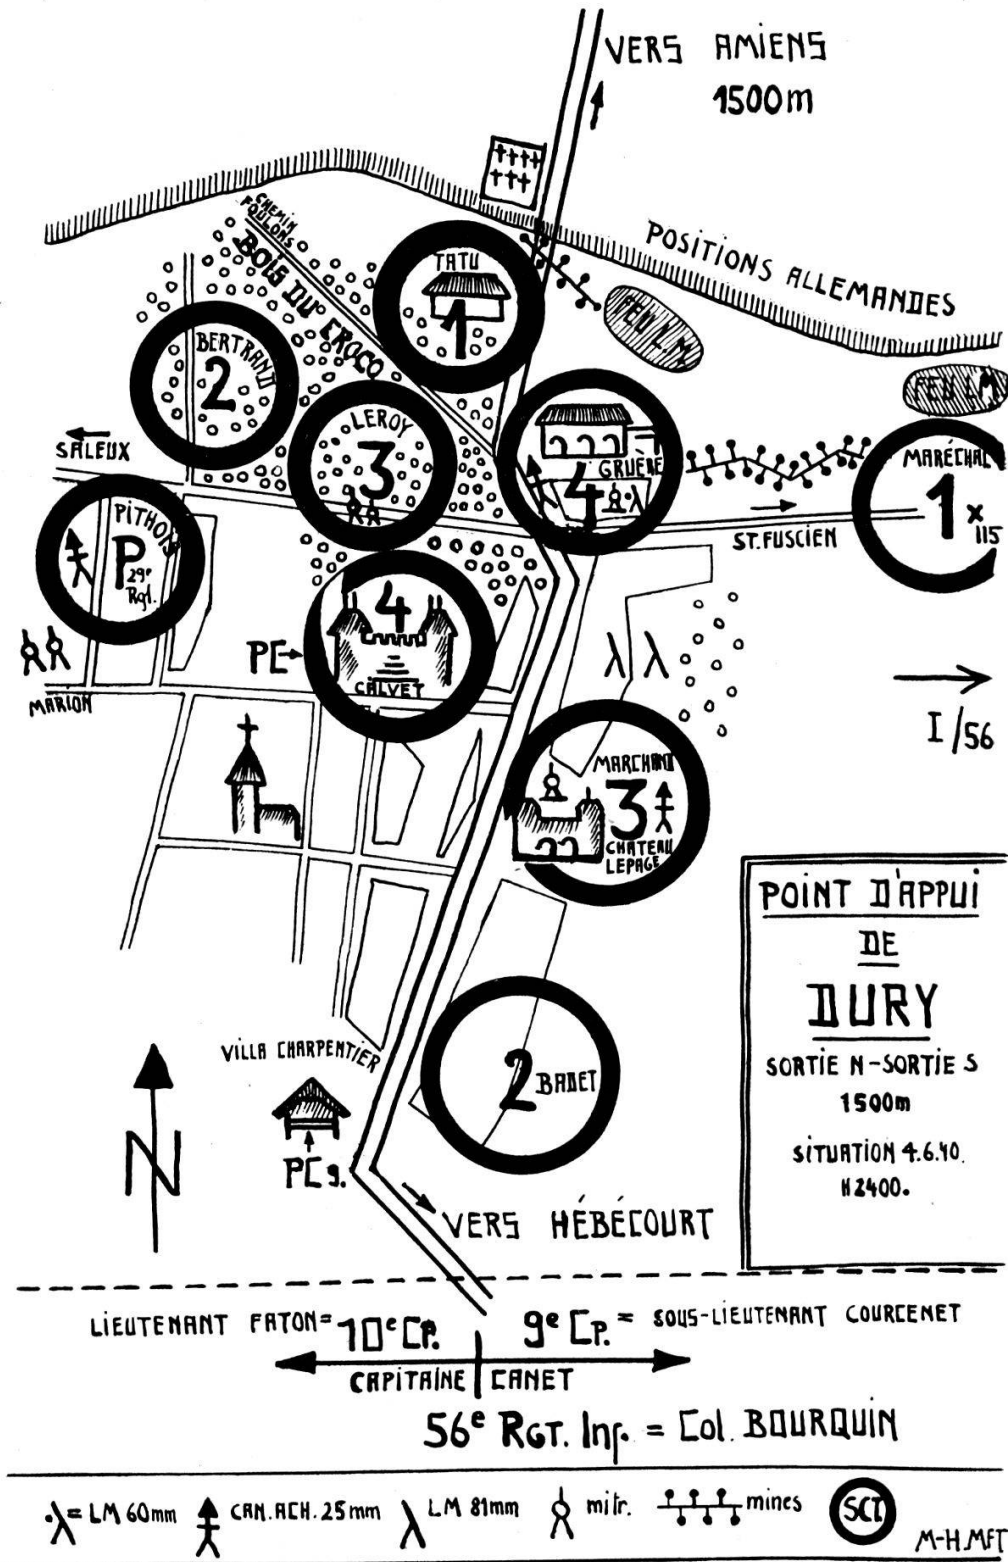 VERS AMIENS
1500m
POSITIONS ALLEMANDES
CHEMIN
FOULONS
BOIS DU CROCQ
TATU
1
FEU L.M.
FEU LM
BERTRAND
2
LEROY
3
GRUÈRE
4
MARÉCHAL
1 x
115
SALEUX
ST. FUSCIEN
PITHOIS
P
29e
Rgt.
4
PC
CALVET
MARION
I/56
MARCHAND
3
CHATEAU
LEPAGE
POINT D'APPUI
DE
DURY
SORTIE N-SORTIE S
1500m
SITUATION 4.6.40.
H2400.
2 BADET
VILLA CHARPENTIER
PC g.
N
VERS HÉBÉCOURT
LIEUTENANT FATON = 10e Cp. 9e Cp. = SOUS-LIEUTENANT COURCENET
CAPITAINE CANET
56e RGT. Inf. = Col. BOURQUIN
= LM 60mm CAN.ACH.25mm LM 81mm mitr. mines SCT
M-H.MFT